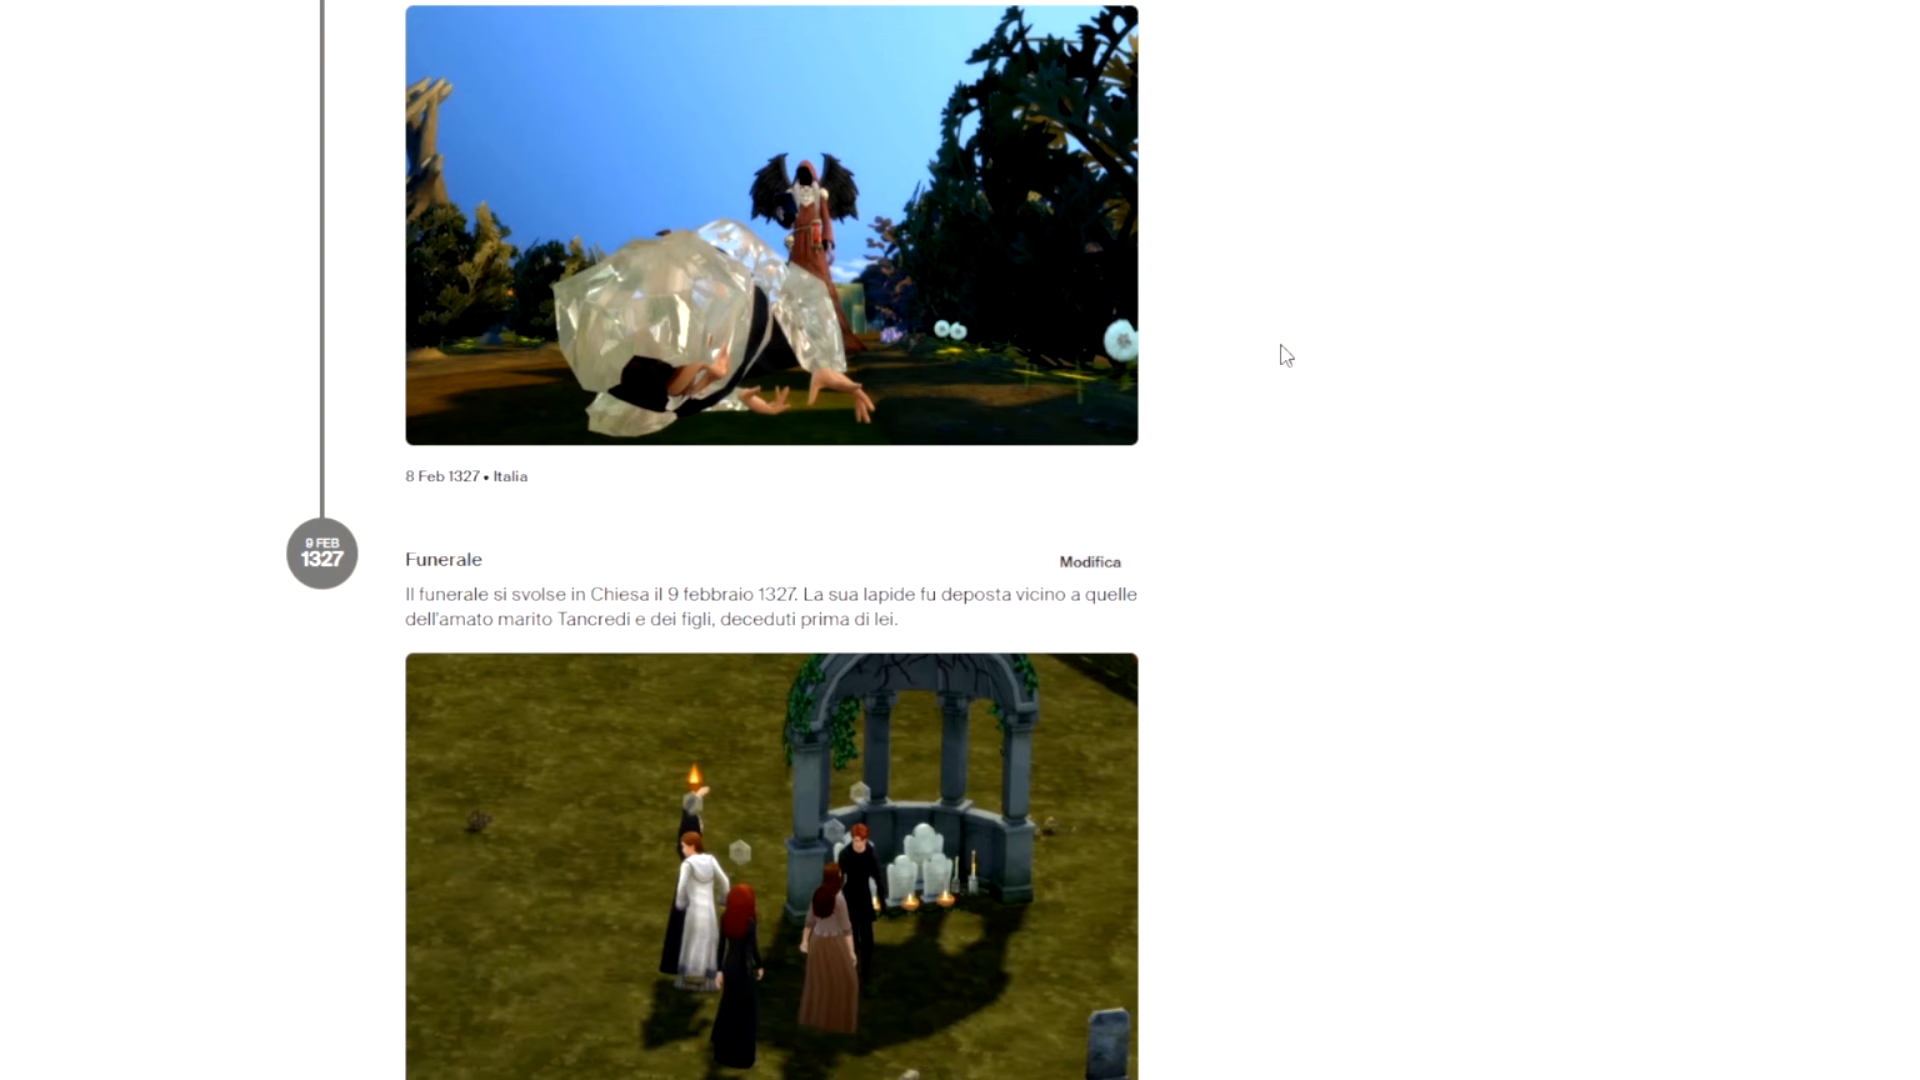 8 Feb 1327 • Italia
9 FEB
1327
Funerale
Modifica
Il funerale si svolse in Chiesa il 9 febbraio 1327. La sua lapide fu deposta vicino a quelle
dell'amato marito Tancredi e dei figli, deceduti prima di lei.